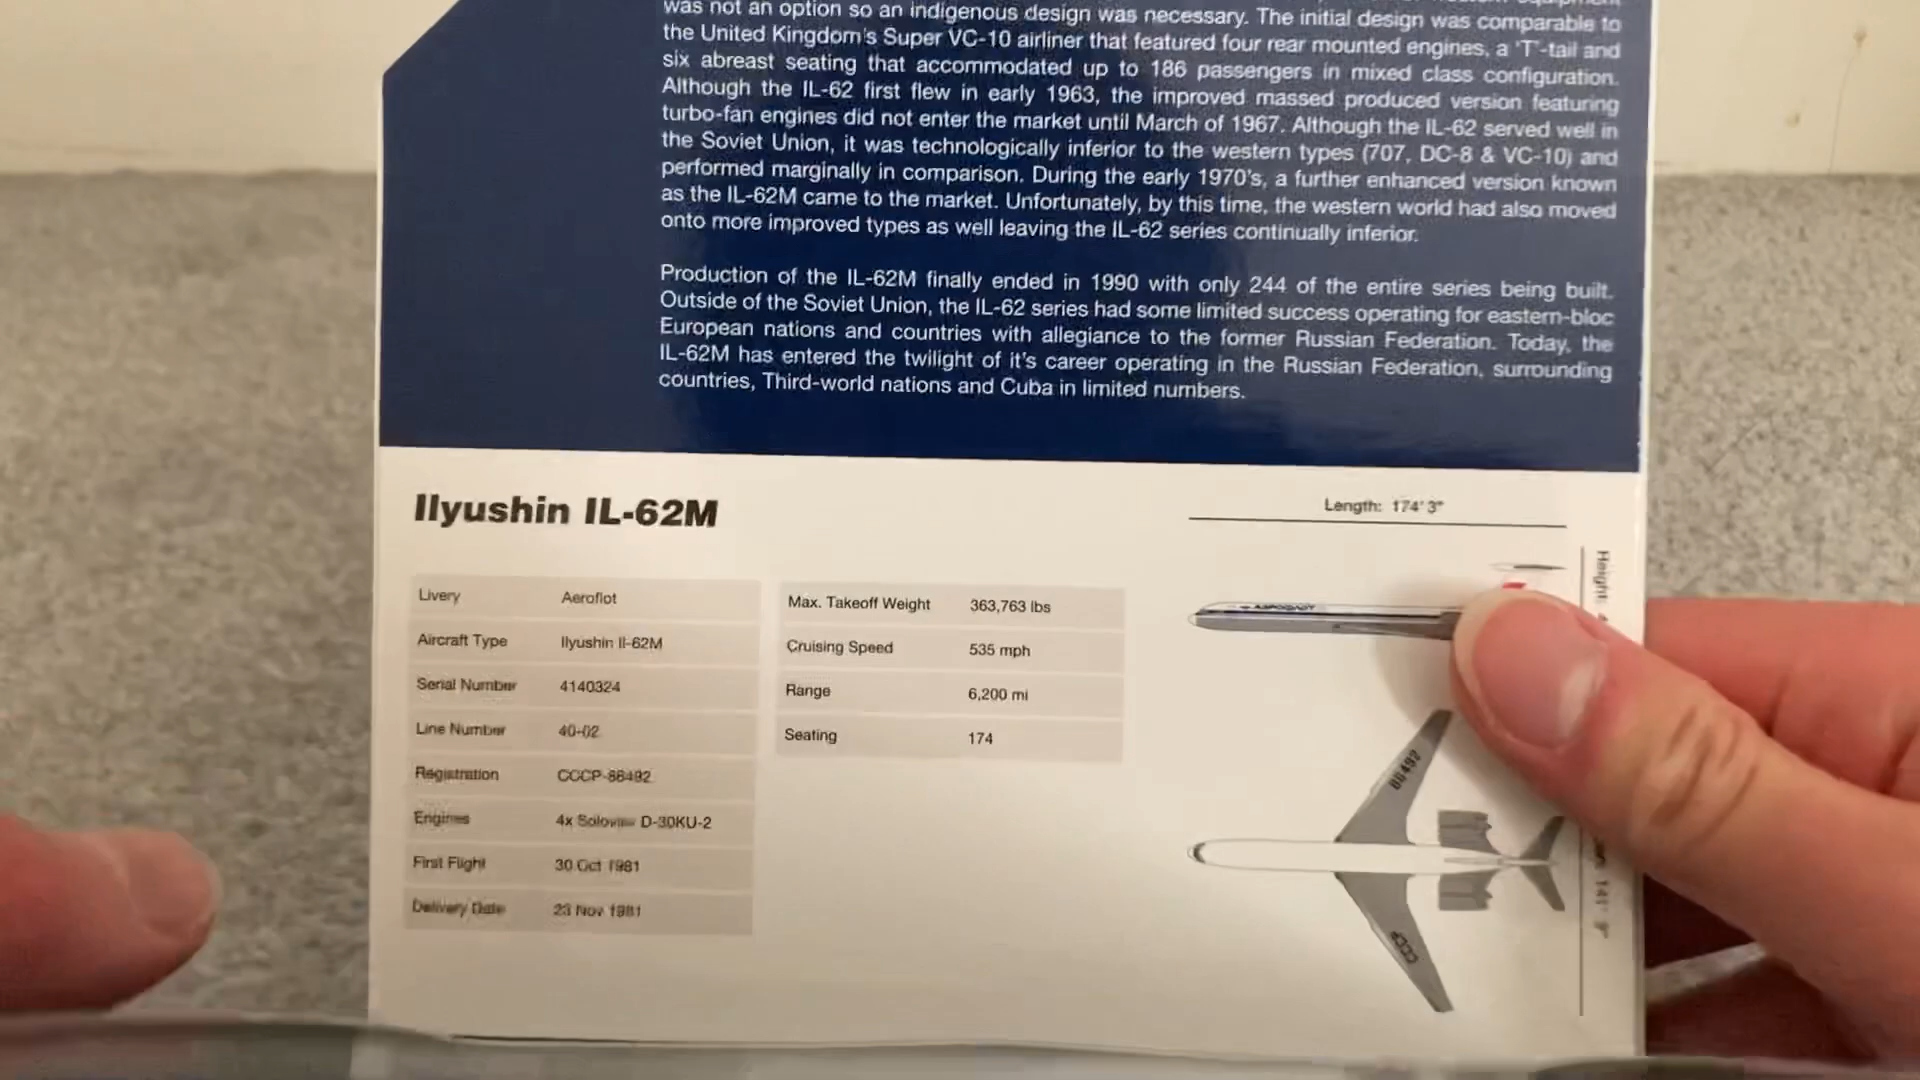 was not an option so an indigenous design was necessary. The initial design was comparable to
the United Kingdom's Super VC-10 airliner that featured four rear mounted engines, a 'T'-tail and
six abreast seating that accommodated up to 186 passengers in mixed class configuration.
Although the IL-62 first flew in early 1963, the improved massed produced version featuring
turbo-fan engines did not enter the market until March of 1967. Although the IL-62 served well in
the Soviet Union, it was technologically inferior to the western types (707, DC-8 & VC-10) and
performed marginally in comparison. During the early 1970's, a further enhanced version known
as the IL-62M came to the market. Unfortunately, by this time, the western world had also moved
onto more improved types as well leaving the IL-62 series continually inferior.
Production of the IL-62M finally ended in 1990 with only 244 of the entire series being built.
Outside of the Soviet Union, the IL-62 series had some limited success operating for eastern-bloc
European nations and countries with allegiance to the former Russian Federation. Today, the
IL-62M has entered the twilight of it's career operating in the Russian Federation, surrounding
countries, Third-world nations and Cuba in limited numbers.
Ilyushin IL-62M
Livery Aeroflot
Aircraft Type Ilyushin Il-62M
Serial Number 4140324
Line Number 40-02
Registration CCCP-86492
Engines 4x Soloviev D-30KU-2
First Flight 30 Oct 1981
Delivery Date 23 Nov 1981
Max. Takeoff Weight 363,763 lbs
Cruising Speed 535 mph
Range 6,200 mi
Seating 174
Length: 174' 3"
Height:
АЭРОФЛОТ
86492
CCCP
141' 9"